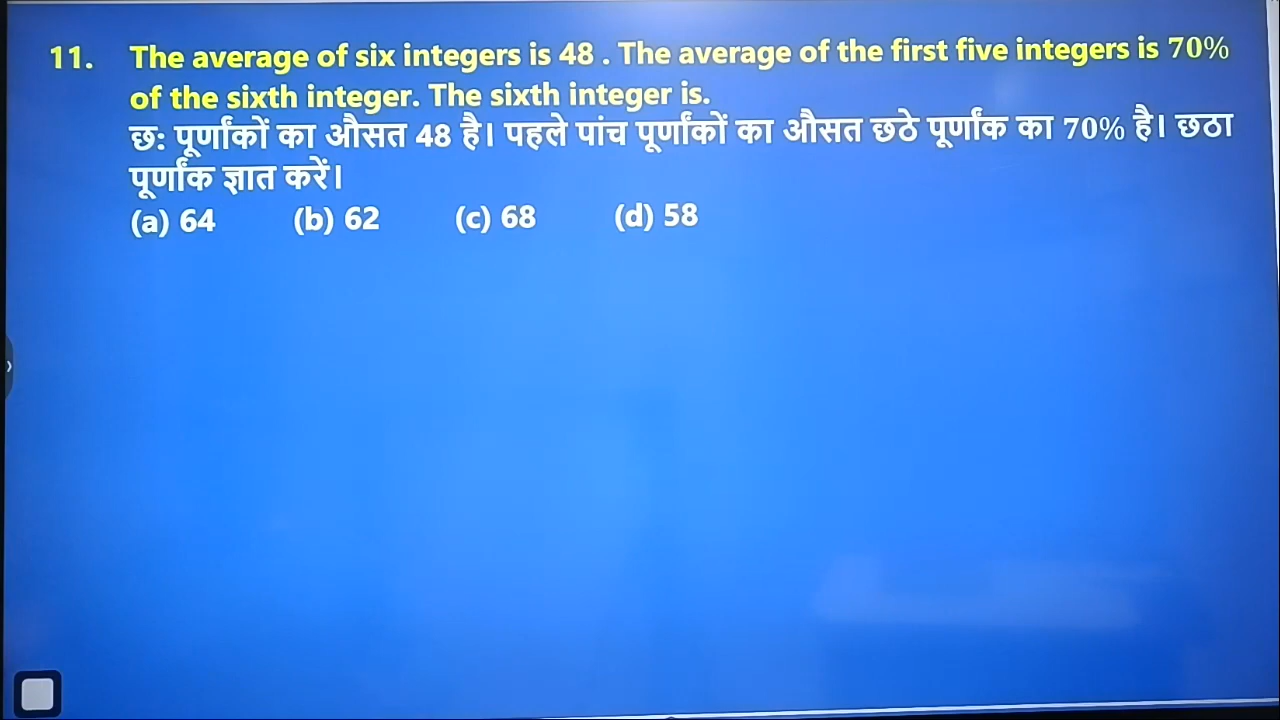 11. The average of six integers is 48 . The average of the first five integers is 70%
of the sixth integer. The sixth integer is.
छ: पूर्णांकों का औसत 48 है। पहले पांच पूर्णांकों का औसत छठे पूर्णांक का 70% है। छठा
पूर्णांक ज्ञात करें।
(a) 64 (b) 62 (c) 68 (d) 58